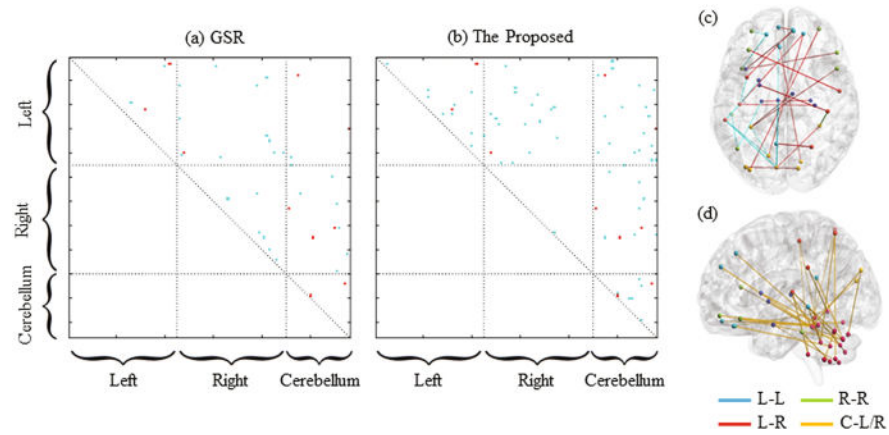 (a) GSR
(b) The Proposed
(c)
Left
Right
Cerebellum
Left
Right
Cerebellum
Left
Right
Cerebellum
(d)
L-L
R-R
L-R
C-L/R